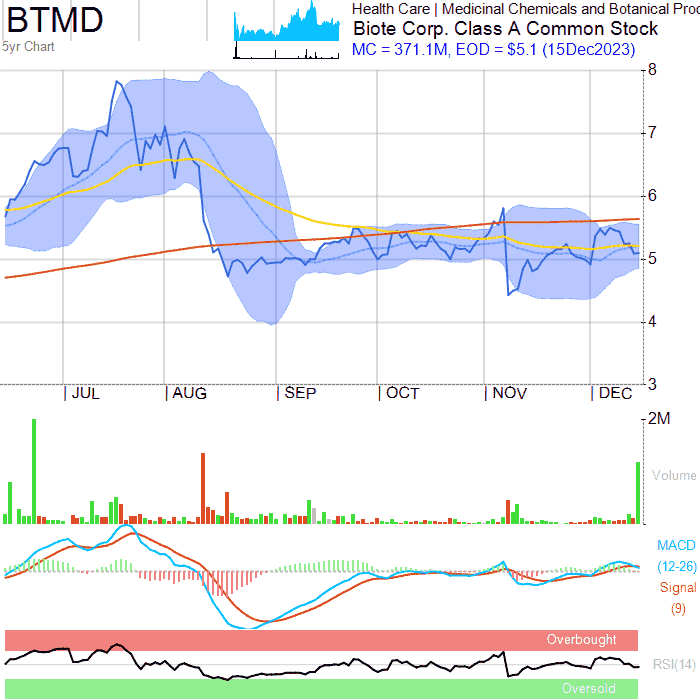 BTMD
5yr Chart
Health Care | Medicinal Chemicals and Botanical Proc
Biote Corp. Class A Common Stock
MC = 371.1M, EOD = $5.1 (15Dec2023)
8
7
6
5
4
3
JUL AUG SEP OCT NOV DEC
2M
Volume
MACD
(12-26)
Signal
(9)
Overbought
RSI(14)
Oversold